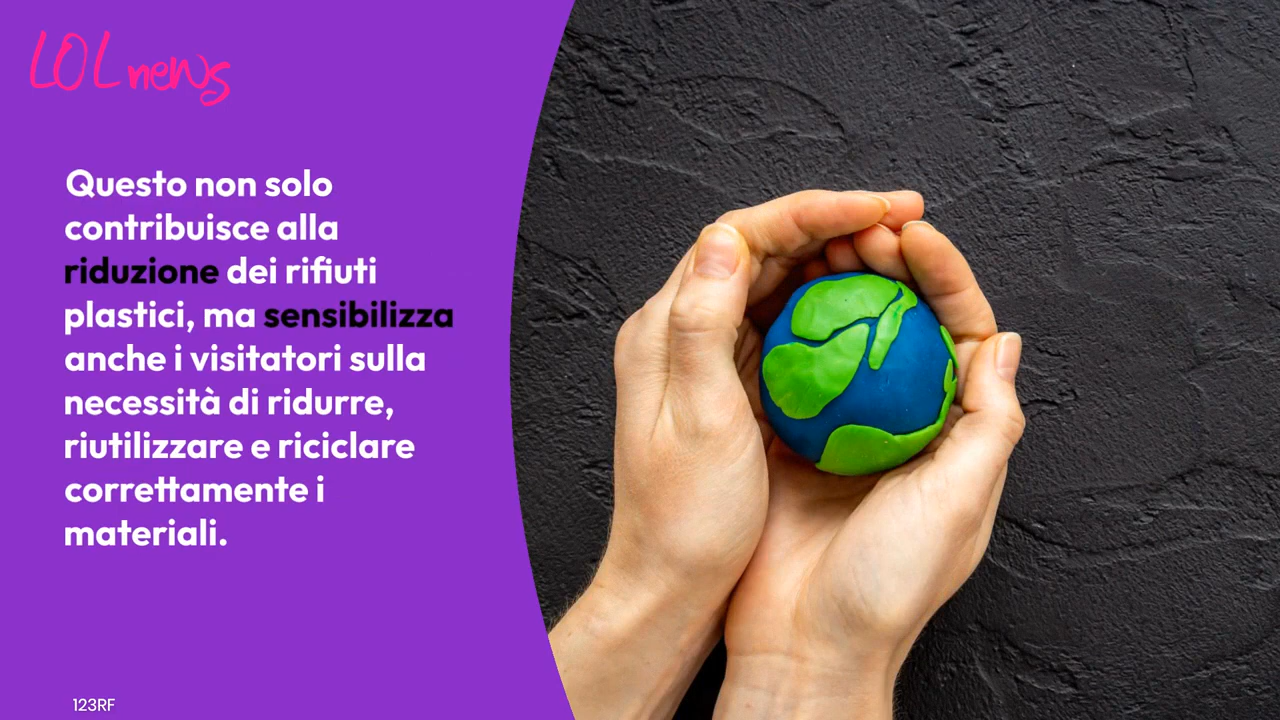 LOL news
Questo non solo
contribuisce alla
riduzione dei rifiuti
plastici, ma sensibilizza
anche i visitatori sulla
necessità di ridurre,
riutilizzare e riciclare
correttamente i
materiali.
123RF